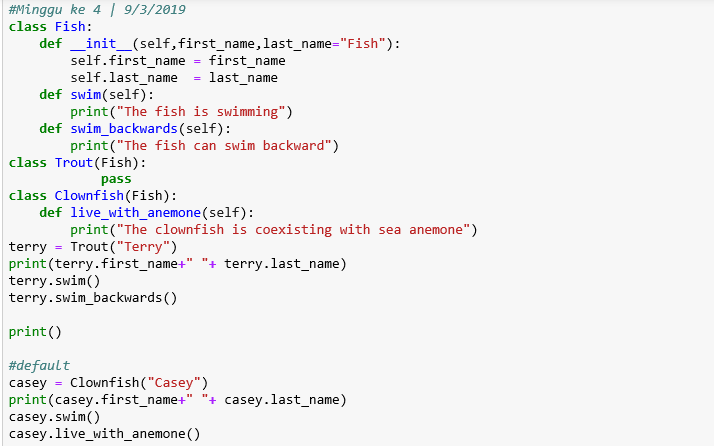 #Minggu ke 4 | 9/3/2019
class Fish:
    def __init__(self,first_name,last_name="Fish"):
        self.first_name = first_name
        self.last_name  = last_name
    def swim(self):
        print("The fish is swimming")
    def swim_backwards(self):
        print("The fish can swim backward")
class Trout(Fish):
            pass
class Clownfish(Fish):
    def live_with_anemone(self):
        print("The clownfish is coexisting with sea anemone")
terry = Trout("Terry")
print(terry.first_name+" "+ terry.last_name)
terry.swim()
terry.swim_backwards()

print()

#default
casey = Clownfish("Casey")
print(casey.first_name+" "+ casey.last_name)
casey.swim()
casey.live_with_anemone()